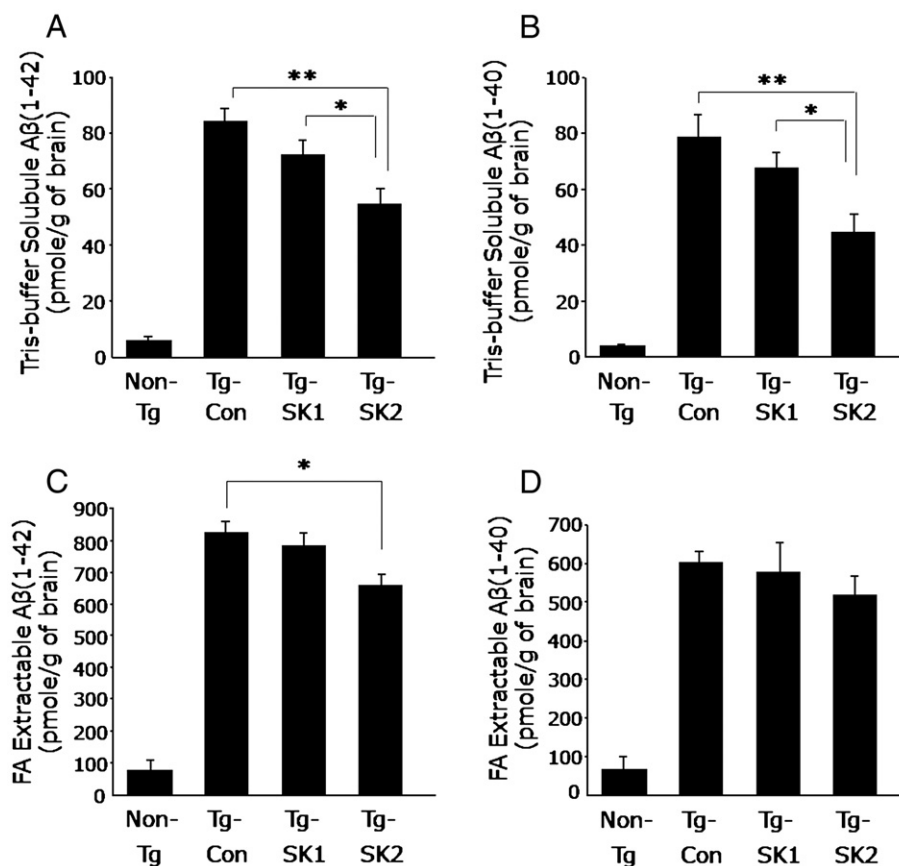 A
Tris-buffer Solubule Aβ(1-42)
(pmole/g of brain)
100
80
60
40
20
0
**
*
Non-
Tg
Tg-
Con
Tg-
SK1
Tg-
SK2
B
Tris-buffer Solubule Aβ(1-40)
(pmole/g of brain)
100
80
60
40
20
0
**
*
Non-
Tg
Tg-
Con
Tg-
SK1
Tg-
SK2
C
FA Extractable Aβ(1-42)
(pmole/g of brain)
900
800
700
600
500
400
300
200
100
0
*
Non-
Tg
Tg-
Con
Tg-
SK1
Tg-
SK2
D
FA Extractable Aβ(1-40)
(pmole/g of brain)
700
600
500
400
300
200
100
0
Non-
Tg
Tg-
Con
Tg-
SK1
Tg-
SK2